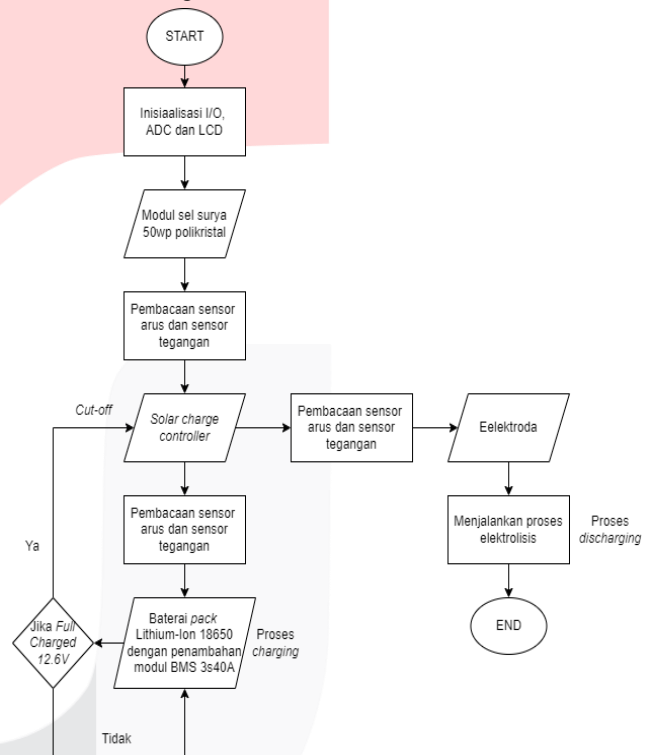 START
Inisiaalisasi I/O,
ADC dan LCD
Modul sel surya
50wp polikristal
Pembacaan sensor
arus dan sensor
tegangan
Cut-off
Solar charge
controller
Pembacaan sensor
arus dan sensor
tegangan
Eelektroda
Pembacaan sensor
arus dan sensor
tegangan
Menjalankan proses
elektrolisis
Proses
discharging
Ya
Jika Full
Charged
12.6V
Baterai pack
Lithium-Ion 18650
dengan penambahan
modul BMS 3s40A
Proses
charging
END
Tidak